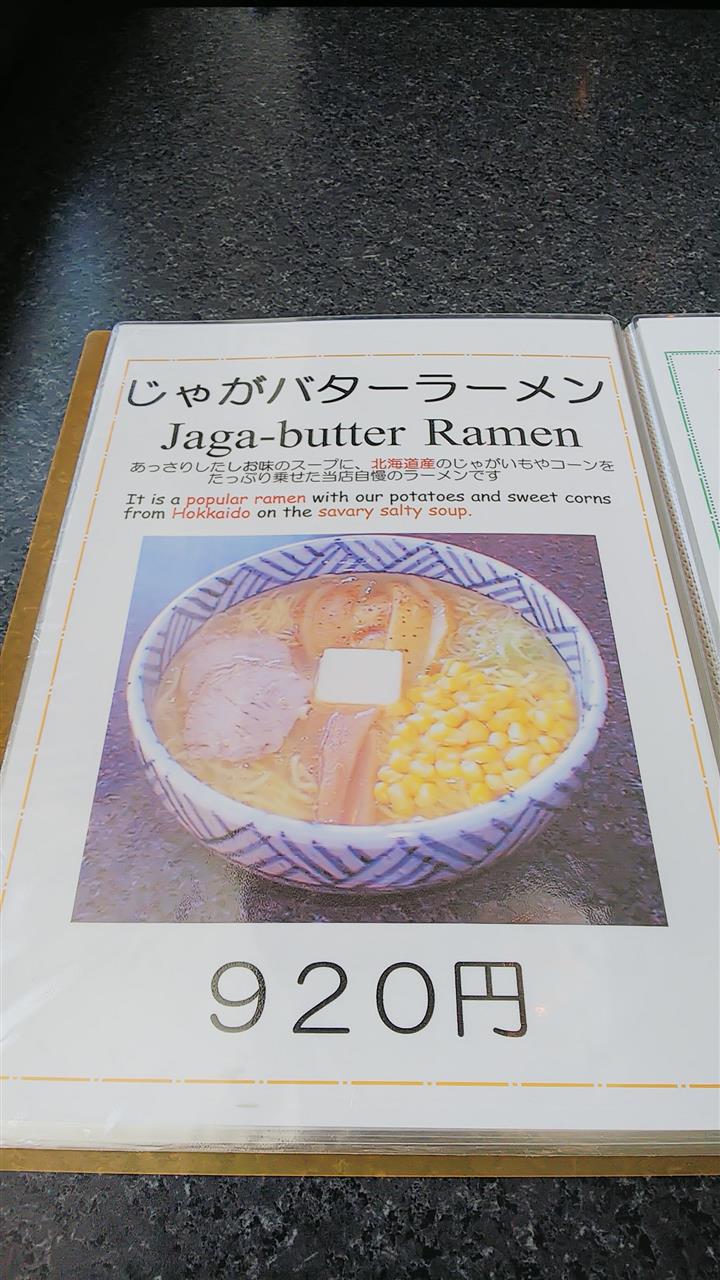 じゃがバターラーメン
Jaga-butter Ramen
あっさりしたしお味のスープに、北海道産のじゃがいもやコーンを
たっぷり乗せた当店自慢のラーメンです
It is a popular ramen with our potatoes and sweet corns
from Hokkaido on the savary salty soup.
９２０円